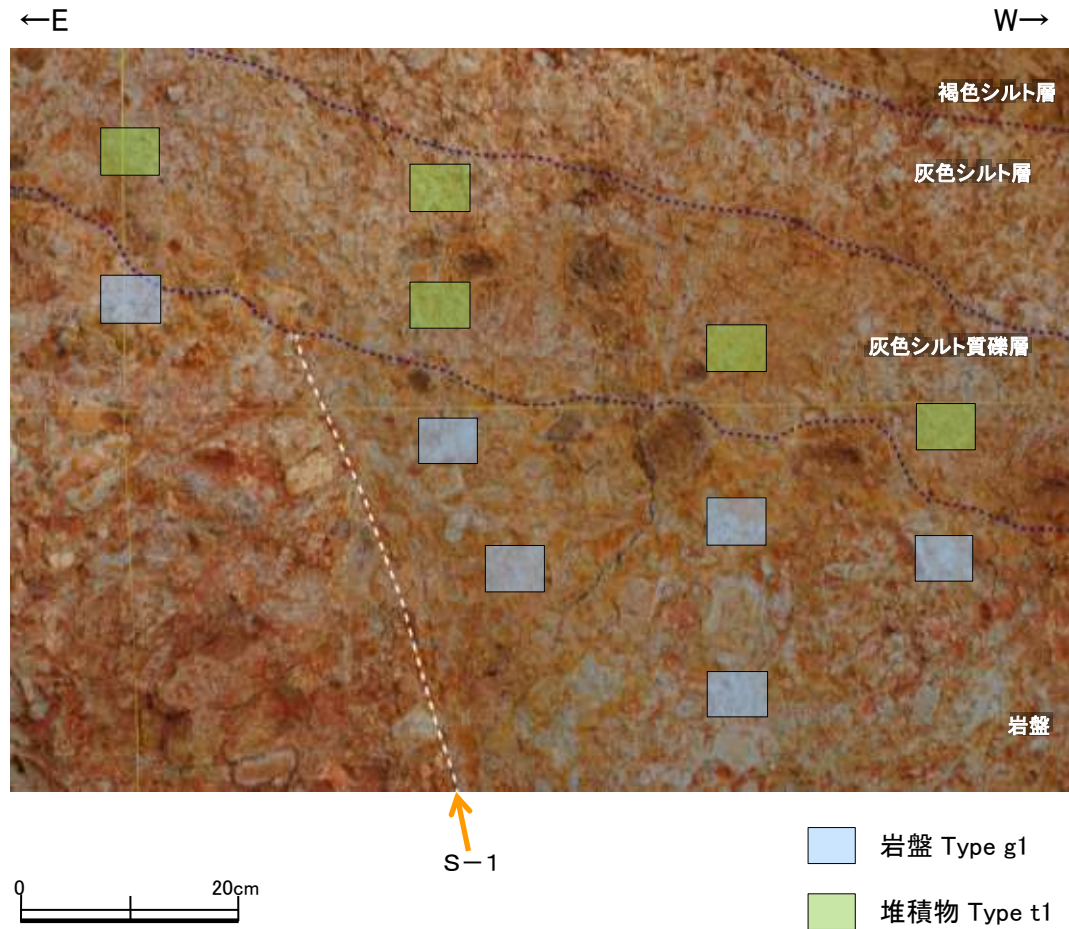 ←E
W→
褐色シルト層
灰色シルト層
灰色シルト質礫層
岩盤
S−1
岩盤 Type g1
0
20cm
堆積物 Type t1